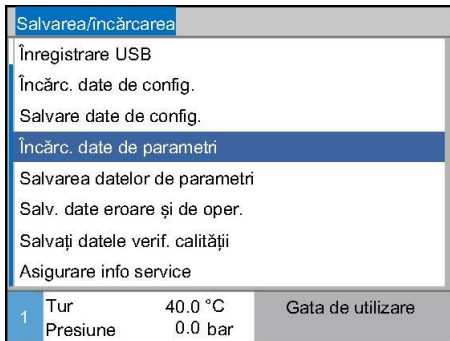 Salvarea/încărcarea
Înregistrare USB
Încărc. date de config.
Salvare date de config.
Încărc. date de parametri
Salvarea datelor de parametri
Salv. date eroare și de oper.
Salvați datele verif. calității
Asigurare info service
1 Tur 40.0 °C Gata de utilizare
Presiune 0.0 bar